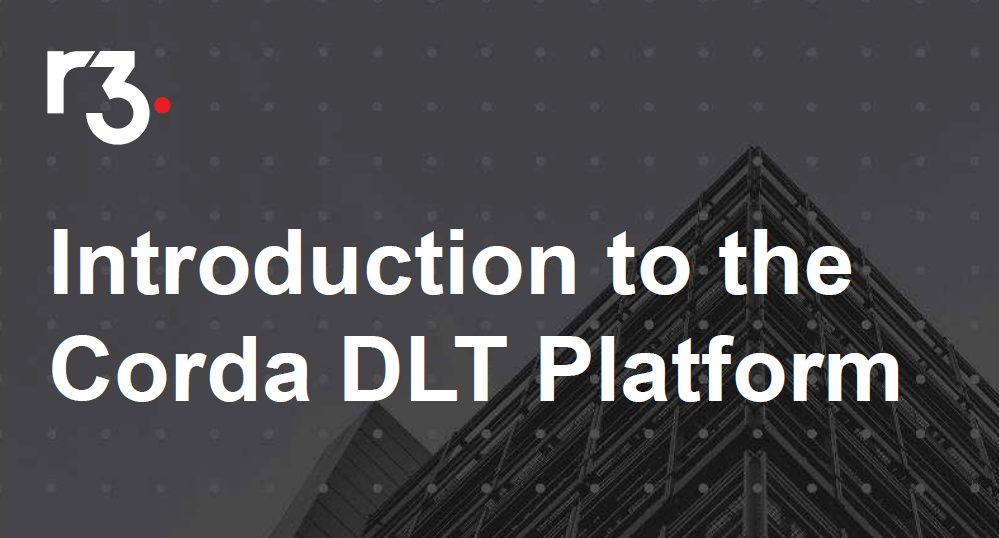 r3.
Introduction to the
Corda DLT Platform